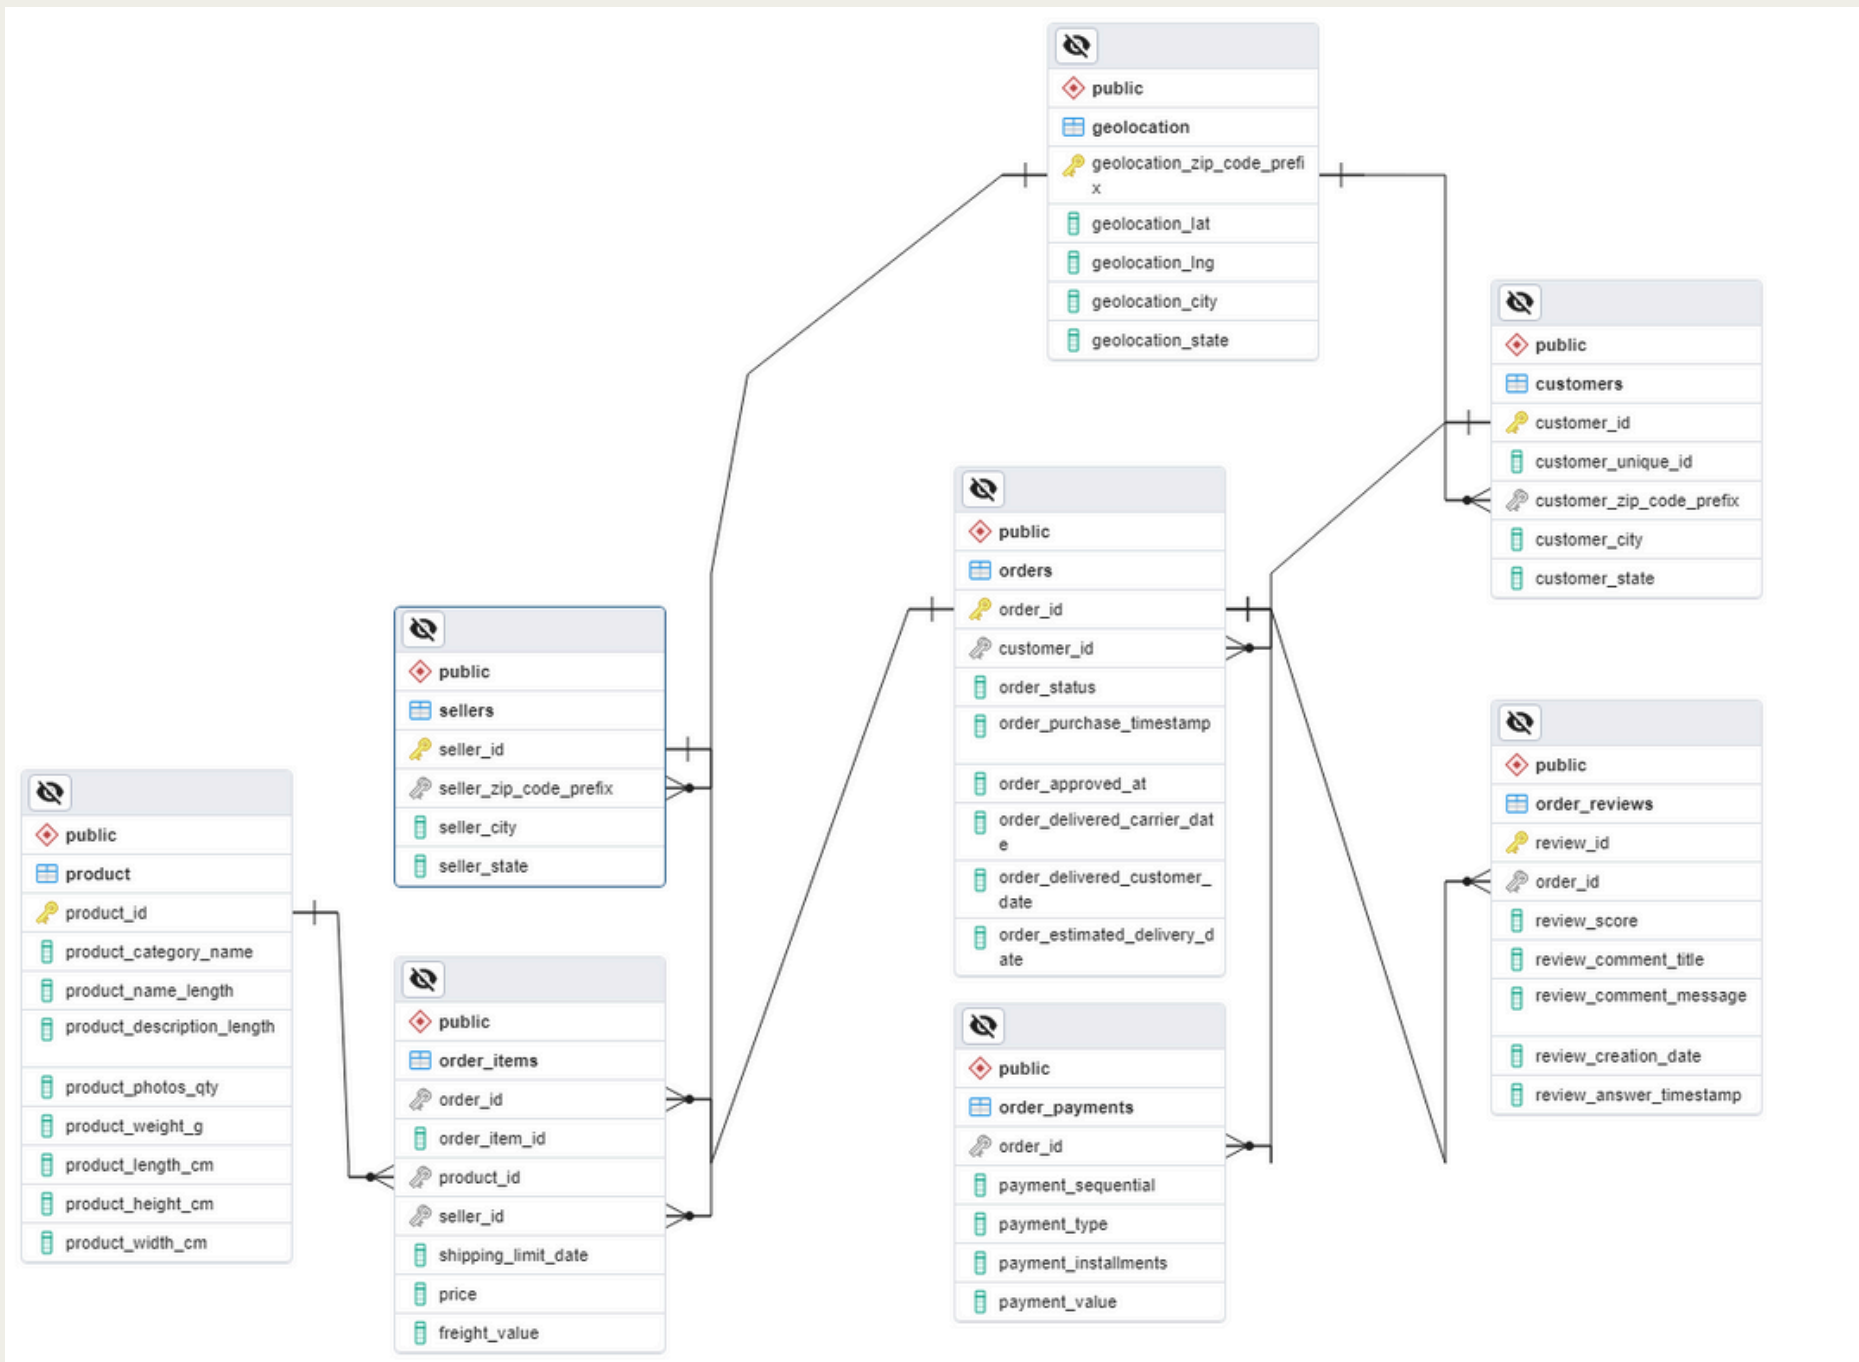 public
geolocation
geolocation_zip_code_prefi
x
geolocation_lat
geolocation_lng
geolocation_city
geolocation_state
public
customers
customer_id
customer_unique_id
customer_zip_code_prefix
customer_city
customer_state
public
orders
order_id
customer_id
order_status
order_purchase_timestamp
order_approved_at
order_delivered_carrier_dat
e
order_delivered_customer_
date
order_estimated_delivery_d
ate
public
sellers
seller_id
seller_zip_code_prefix
seller_city
seller_state
public
order_reviews
review_id
order_id
review_score
review_comment_title
review_comment_message
review_creation_date
review_answer_timestamp
public
product
product_id
product_category_name
product_name_length
product_description_length
product_photos_qty
product_weight_g
product_length_cm
product_height_cm
product_width_cm
public
order_items
order_id
order_item_id
product_id
seller_id
shipping_limit_date
price
freight_value
public
order_payments
order_id
payment_sequential
payment_type
payment_installments
payment_value